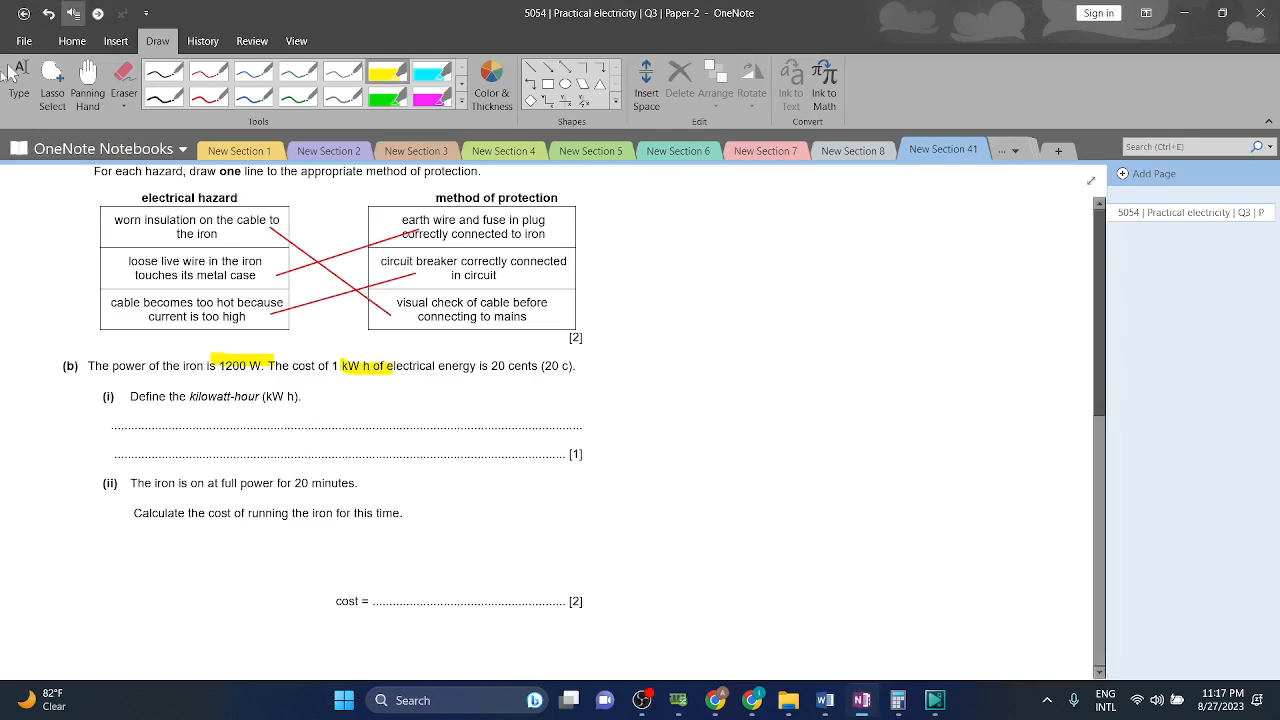 5054 | Practical electricity | Q3 | Paper-2 - OneNote
Sign in
File Home Insert Draw History Review View
Type
Lasso Select
Panning Hand
Eraser
Color & Thickness
Insert Space
Delete
Arrange
Rotate
Ink to Text
Ink to Math
Tools
Shapes
Edit
Convert
OneNote Notebooks
New Section 1
New Section 2
New Section 3
New Section 4
New Section 5
New Section 6
New Section 7
New Section 8
New Section 41
...
Search (Ctrl+E)
Add Page
5054 | Practical electricity | Q3 | P
For each hazard, draw one line to the appropriate method of protection.
electrical hazard
method of protection
worn insulation on the cable to
the iron
earth wire and fuse in plug
correctly connected to iron
loose live wire in the iron
touches its metal case
circuit breaker correctly connected
in circuit
cable becomes too hot because
current is too high
visual check of cable before
connecting to mains
[2]
(b) The power of the iron is 1200 W. The cost of 1 kW h of electrical energy is 20 cents (20 c).
(i) Define the kilowatt-hour (kW h).
[1]
(ii) The iron is on at full power for 20 minutes.
Calculate the cost of running the iron for this time.
cost = ................................................ [2]
82°F
Clear
Search
ENG
INTL
11:17 PM
8/27/2023